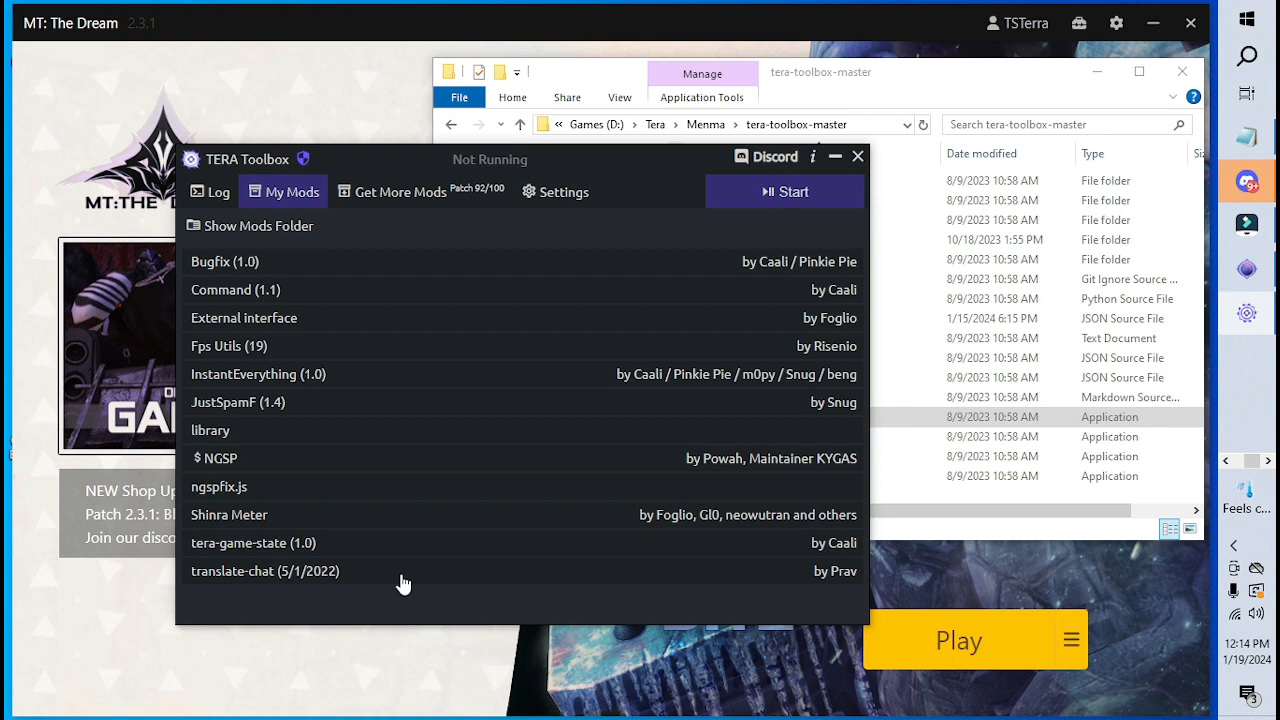 MT: The Dream 2.3.1
TSTerra
Manage
tera-toolbox-master
File
Home
Share
View
Application Tools
« Games (D:) > Tera > Menma > tera-toolbox-master
Search tera-toolbox-master
Date modified
Type
8/9/2023 10:58 AM File folder
8/9/2023 10:58 AM File folder
8/9/2023 10:58 AM File folder
10/18/2023 1:55 PM File folder
8/9/2023 10:58 AM File folder
8/9/2023 10:58 AM Git Ignore Source ...
8/9/2023 10:58 AM Python Source File
1/15/2024 6:15 PM JSON Source File
8/9/2023 10:58 AM Text Document
8/9/2023 10:58 AM JSON Source File
8/9/2023 10:58 AM JSON Source File
8/9/2023 10:58 AM Markdown Source...
8/9/2023 10:58 AM Application
8/9/2023 10:58 AM Application
8/9/2023 10:58 AM Application
8/9/2023 10:58 AM Application
TERA Toolbox
Not Running
Discord
Log
My Mods
Get More Mods Patch 92/100
Settings
Start
Show Mods Folder
Bugfix (1.0) by Caali / Pinkie Pie
Command (1.1) by Caali
External interface by Foglio
Fps Utils (19) by Risenio
InstantEverything (1.0) by Caali / Pinkie Pie / m0py / Snug / beng
JustSpamF (1.4) by Snug
library
$ NGSP by Powah, Maintainer KYGAS
ngspfix.js
Shinra Meter by Foglio, Gl0, neowutran and others
tera-game-state (1.0) by Caali
translate-chat (5/1/2022) by Prav
MT:THE
GA
NEW Shop Up
Patch 2.3.1: Bl
Join our disco
Play
9+
Feels c...
12:14 PM
1/19/2024
3